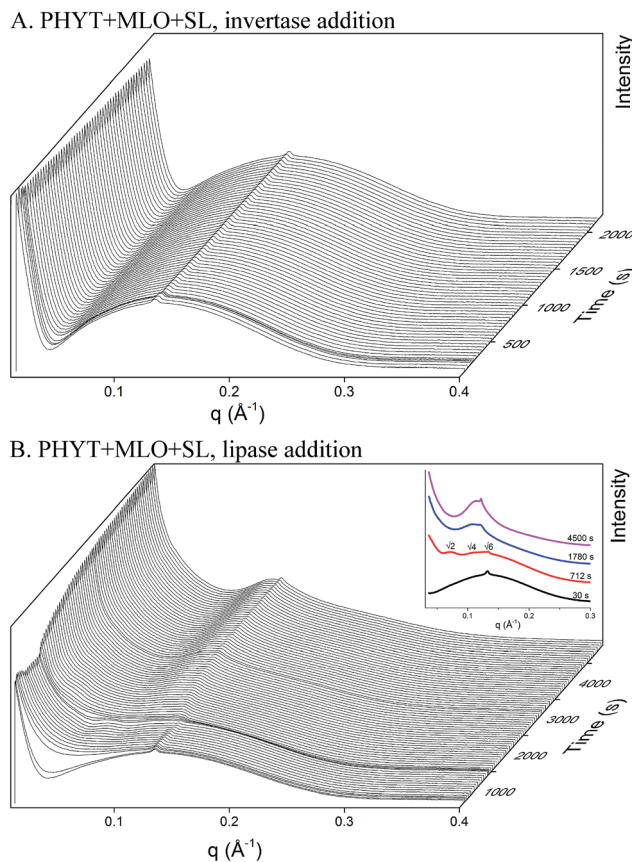 A. PHYT+MLO+SL, invertase addition
Intensity
2000
1500
1000
500
Time (s)
0.1 0.2 0.3 0.4
q (Å⁻¹)
B. PHYT+MLO+SL, lipase addition
Intensity
4500 s
1780 s
√2 √4 √6
712 s
30 s
0.1 0.2 0.3
q (Å⁻¹)
4000
3000
2000
1000
Time (s)
0.1 0.2 0.3 0.4
q (Å⁻¹)